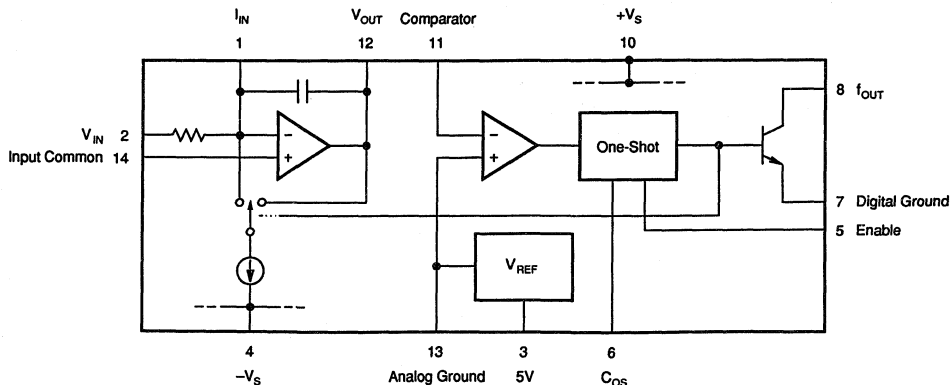 I_IN V_OUT Comparator +V_S
1 12 11 10
8 f_OUT
V_IN 2
Input Common 14
− + − +
One-Shot
7 Digital Ground
5 Enable
V_REF
4 13 3 6
−V_S Analog Ground 5V C_OS